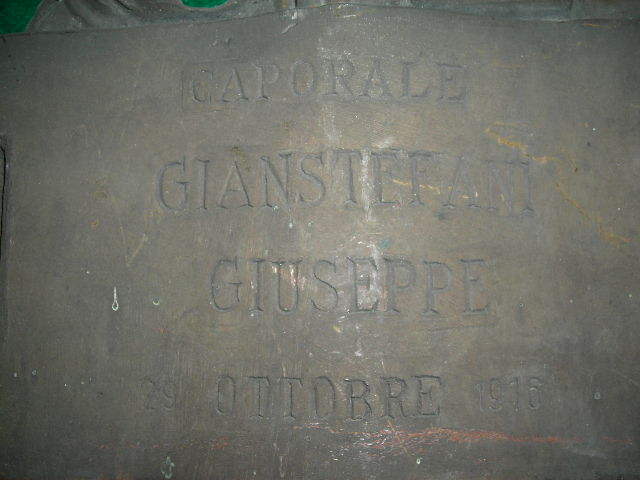 CAPORALE
GIANSTEFANI
GIUSEPPE
29 OTTOBRE 1916